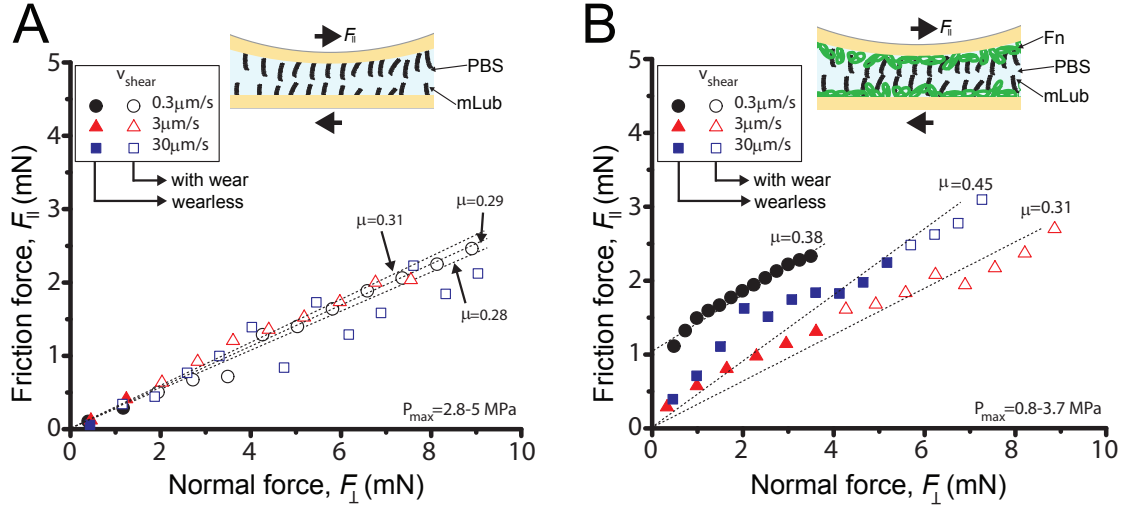 A
F||
PBS
mLub
vshear
0.3µm/s
3µm/s
30µm/s
with wear
wearless
µ=0.31
µ=0.29
µ=0.28
Pmax=2.8-5 MPa
Friction force, F|| (mN)
5
4
3
2
1
0
0 2 4 6 8 10
Normal force, F⊥ (mN)
B
F||
Fn
PBS
mLub
vshear
0.3µm/s
3µm/s
30µm/s
with wear
wearless
µ=0.38
µ=0.45
µ=0.31
Pmax=0.8-3.7 MPa
Friction force, F|| (mN)
5
4
3
2
1
0
0 2 4 6 8 10
Normal force, F⊥ (mN)